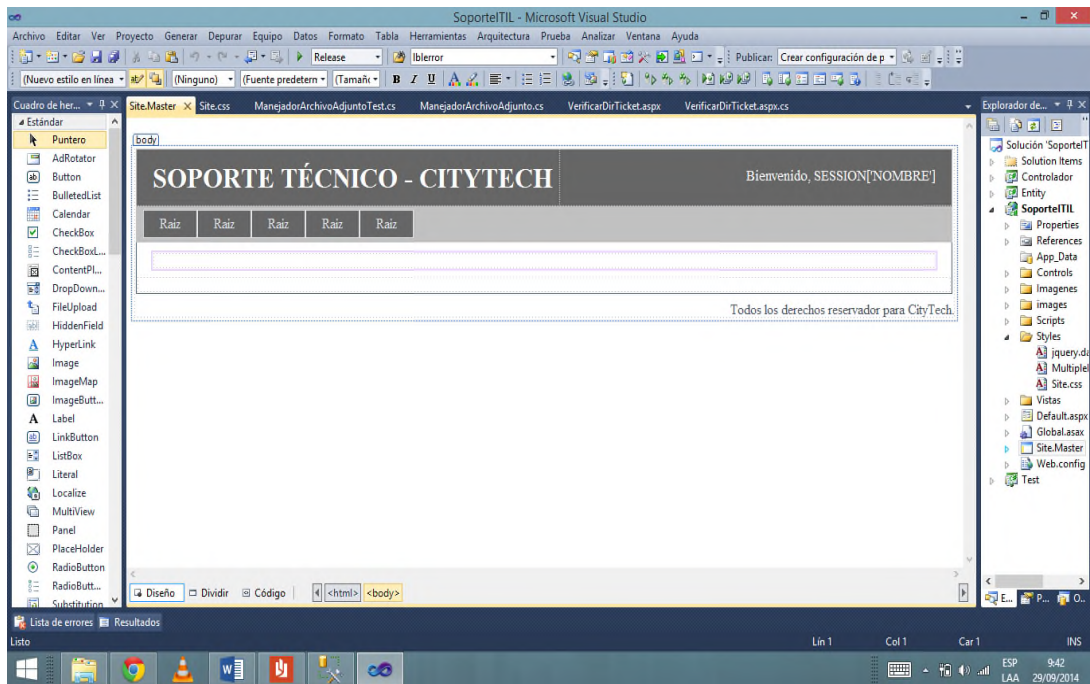 SoporteITIL - Microsoft Visual Studio
Archivo Editar Ver Proyecto Generar Depurar Equipo Datos Formato Tabla Herramientas Arquitectura Prueba Analizar Ventana Ayuda
Release lblerror Publicar: Crear configuración de p
(Nuevo estilo en línea (Ninguno) (Fuente predetern (Tamaño B I U A
Cuadro de her...
Site.Master Site.css ManejadorArchivoAdjuntoTest.cs ManejadorArchivoAdjunto.cs VerificarDirTicket.aspx VerificarDirTicket.aspx.cs
Explorador de...
Estándar
Puntero
AdRotator
Button
BulletedList
Calendar
CheckBox
CheckBoxL...
ContentPl...
DropDown...
FileUpload
HiddenField
HyperLink
Image
ImageMap
ImageButt...
Label
LinkButton
ListBox
Literal
Localize
MultiView
Panel
PlaceHolder
RadioButton
RadioButt...
Substitution
body
SOPORTE TÉCNICO - CITYTECH
Bienvenido, SESSION['NOMBRE']
Raiz Raiz Raiz Raiz Raiz
Todos los derechos reservador para CityTech.
Solución 'SoporteIT
Solution Items
Controlador
Entity
SoporteITIL
Properties
References
App_Data
Controls
Imagenes
images
Scripts
Styles
jquery.da
Multiplel
Site.css
Vistas
Default.aspx
Global.asax
Site.Master
Web.config
Test
Diseño Dividir Código <html> <body>
E... P... O...
Lista de errores Resultados
Listo Lín 1 Col 1 Car 1 INS
ESP 9:42
LAA 29/09/2014